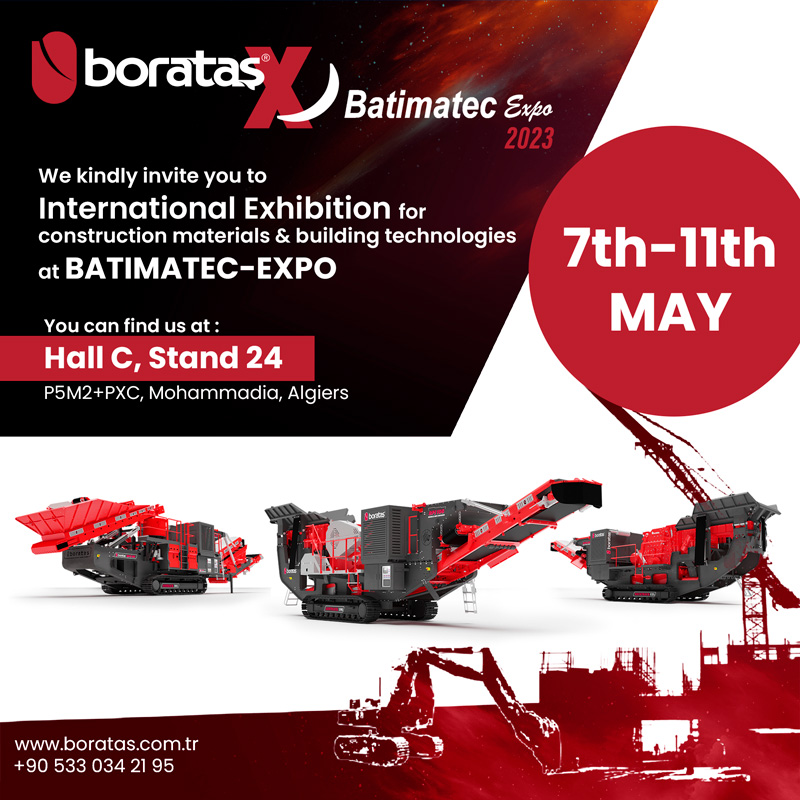 borataş®
X
Batimatec Expo
2023
We kindly invite you to
International Exhibition for
construction materials & building technologies
at BATIMATEC-EXPO
7th-11th
MAY
You can find us at :
Hall C, Stand 24
P5M2+PXC, Mohammadia, Algiers
boratas
boratas
www.boratas.com.tr
+90 533 034 21 95